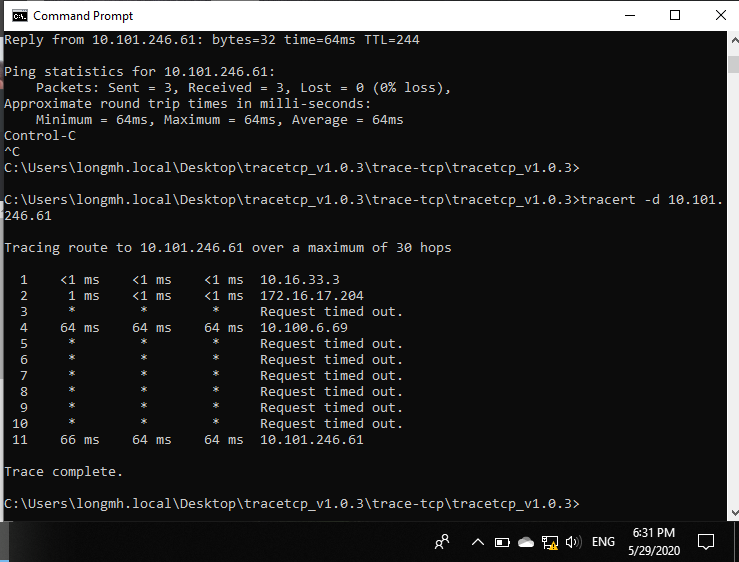 Command Prompt
Reply from 10.101.246.61: bytes=32 time=64ms TTL=244
Ping statistics for 10.101.246.61:
    Packets: Sent = 3, Received = 3, Lost = 0 (0% loss),
Approximate round trip times in milli-seconds:
    Minimum = 64ms, Maximum = 64ms, Average = 64ms
Control-C
^C
C:\Users\longmh.local\Desktop\tracetcp_v1.0.3\trace-tcp\tracetcp_v1.0.3>
C:\Users\longmh.local\Desktop\tracetcp_v1.0.3\trace-tcp\tracetcp_v1.0.3>tracert -d 10.101.
246.61
Tracing route to 10.101.246.61 over a maximum of 30 hops
  1    <1 ms    <1 ms    <1 ms  10.16.33.3
  2     1 ms    <1 ms    <1 ms  172.16.17.204
  3     *        *        *     Request timed out.
  4    64 ms    64 ms    64 ms  10.100.6.69
  5     *        *        *     Request timed out.
  6     *        *        *     Request timed out.
  7     *        *        *     Request timed out.
  8     *        *        *     Request timed out.
  9     *        *        *     Request timed out.
 10     *        *        *     Request timed out.
 11    66 ms    64 ms    64 ms  10.101.246.61
Trace complete.
C:\Users\longmh.local\Desktop\tracetcp_v1.0.3\trace-tcp\tracetcp_v1.0.3>
ENG
6:31 PM
5/29/2020